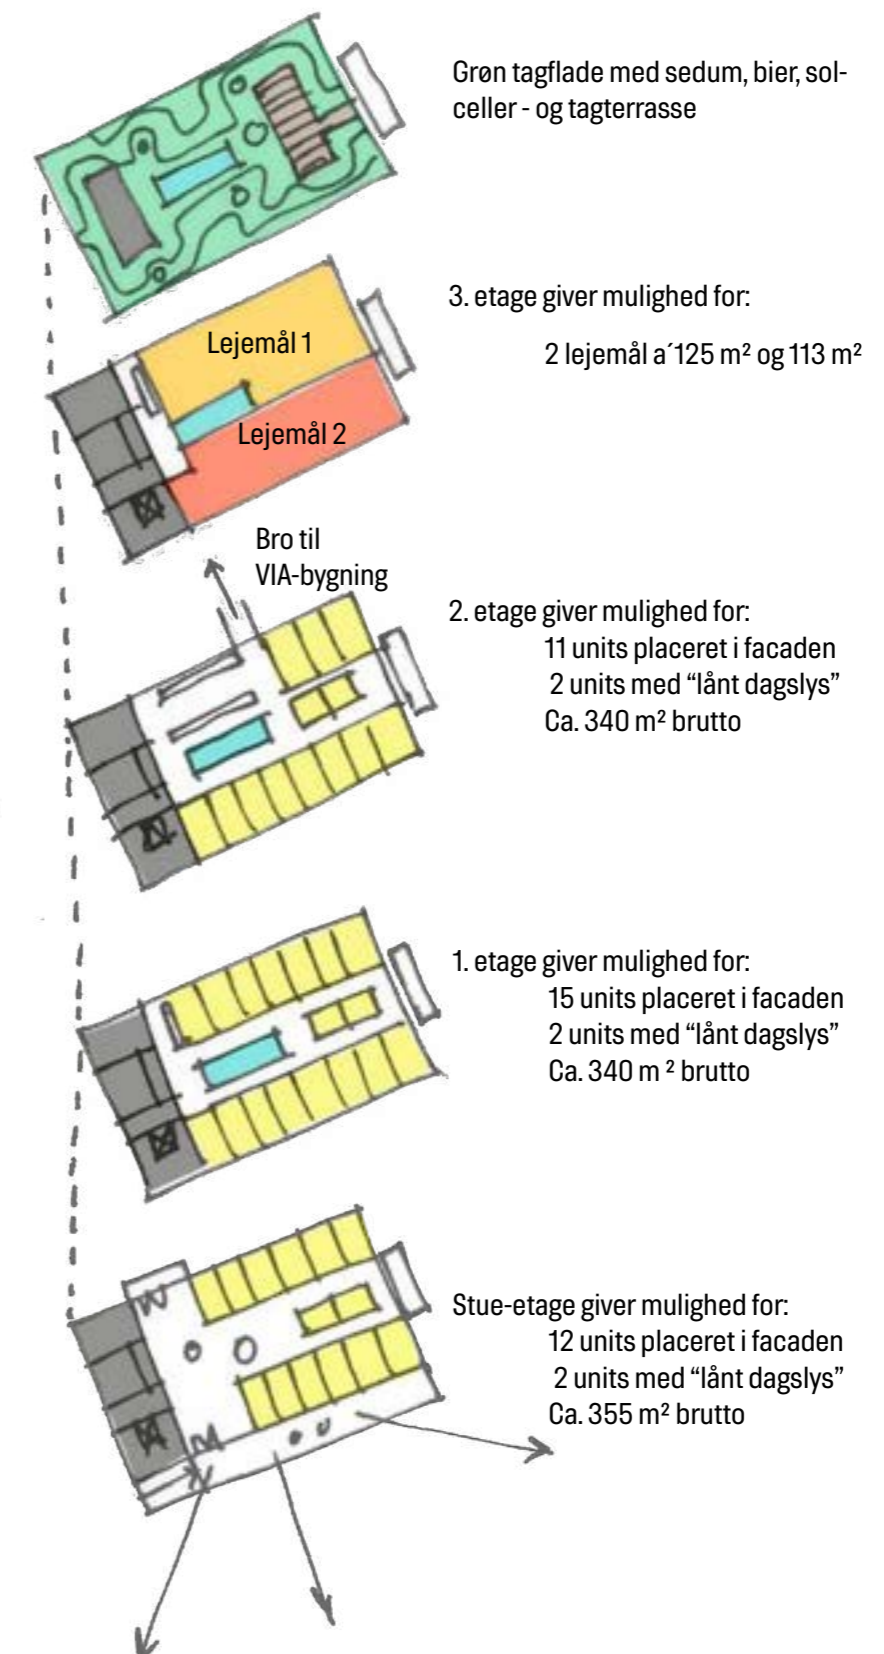 Grøn tagflade med sedum, bier, sol-
celler - og tagterrasse
3. etage giver mulighed for:
2 lejemål a´125 m² og 113 m²
Lejemål 1
Lejemål 2
Bro til
VIA-bygning
2. etage giver mulighed for:
11 units placeret i facaden
2 units med “lånt dagslys”
Ca. 340 m² brutto
1. etage giver mulighed for:
15 units placeret i facaden
2 units med “lånt dagslys”
Ca. 340 m ² brutto
Stue-etage giver mulighed for:
12 units placeret i facaden
2 units med “lånt dagslys”
Ca. 355 m² brutto